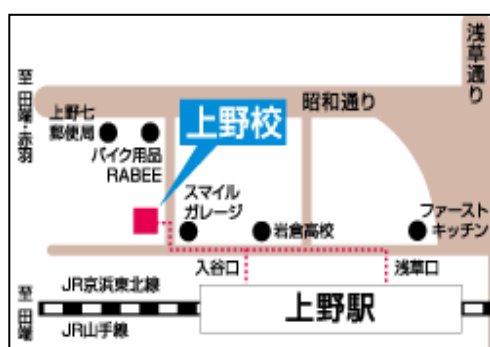 浅草通り
至 田端・赤羽
昭和通り
上野七
郵便局
上野校
バイク用品
RABEE
スマイル
ガレージ
岩倉高校
ファースト
キッチン
入谷口
浅草口
至 田端
JR京浜東北線
上野駅
JR山手線